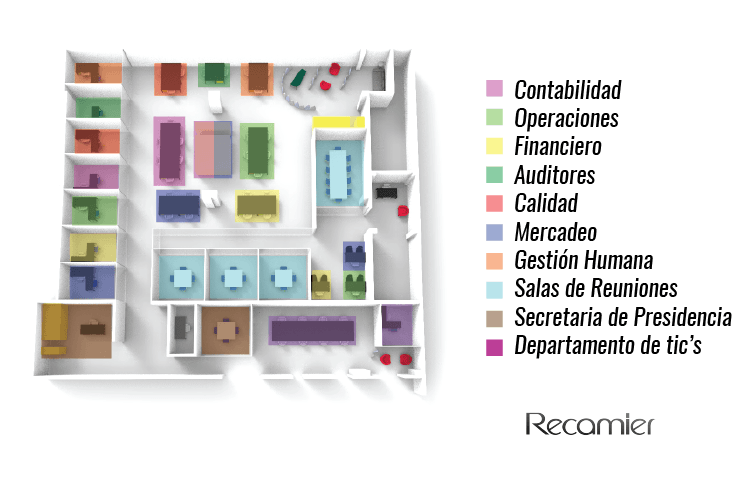 Contabilidad
Operaciones
Financiero
Auditores
Calidad
Mercadeo
Gestión Humana
Salas de Reuniones
Secretaria de Presidencia
Departamento de tic's
Recamier